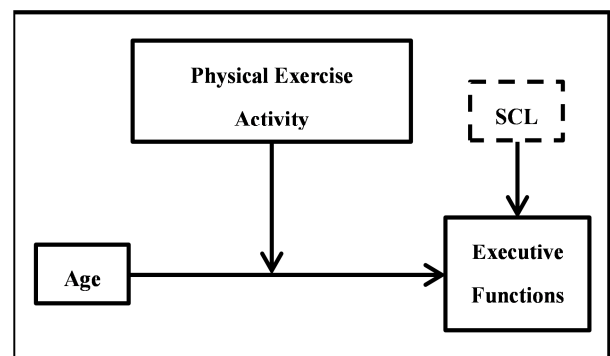 Physical Exercise
Activity
SCL
Age
Executive
Functions